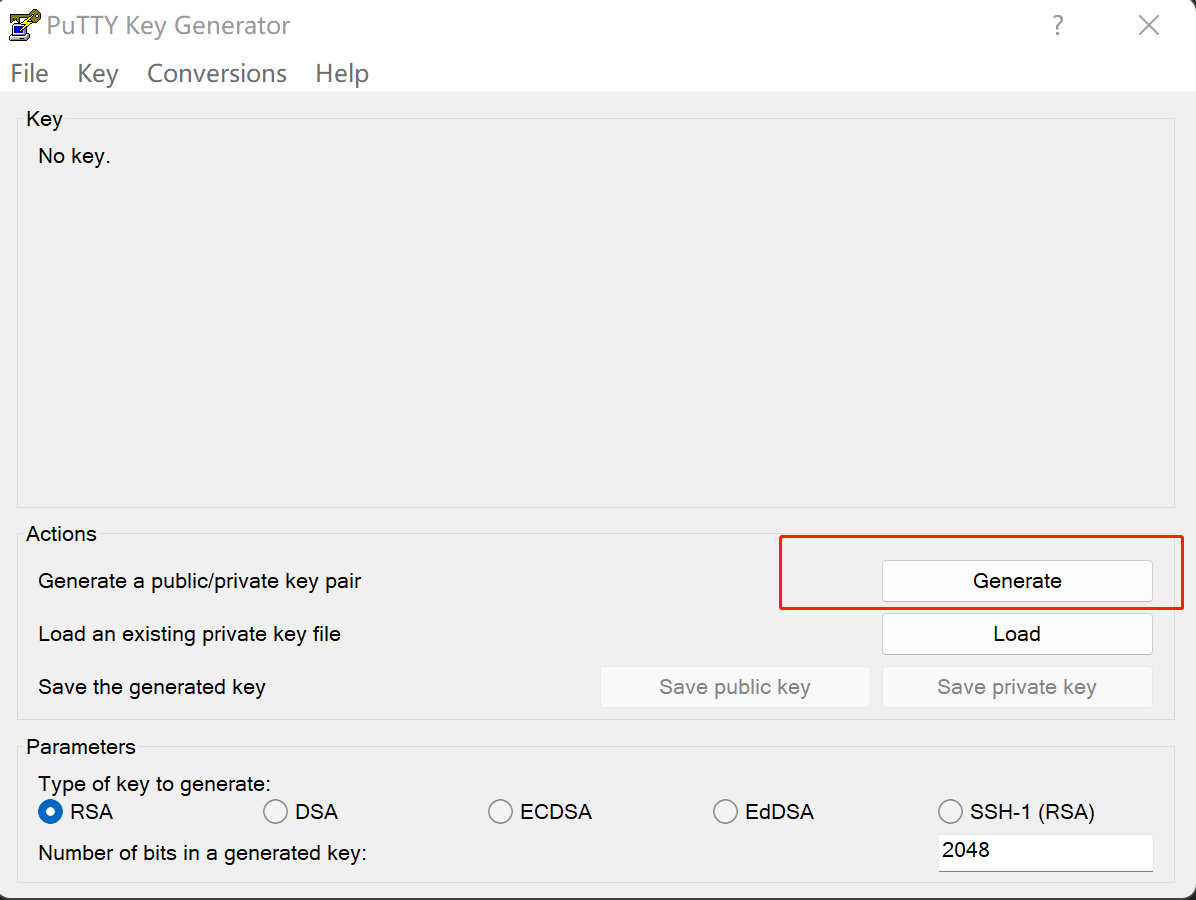 PuTTY Key Generator
?
File Key Conversions Help
Key
No key.
Actions
Generate a public/private key pair Generate
Load an existing private key file Load
Save the generated key Save public key Save private key
Parameters
Type of key to generate:
RSA DSA ECDSA EdDSA SSH-1 (RSA)
Number of bits in a generated key: 2048